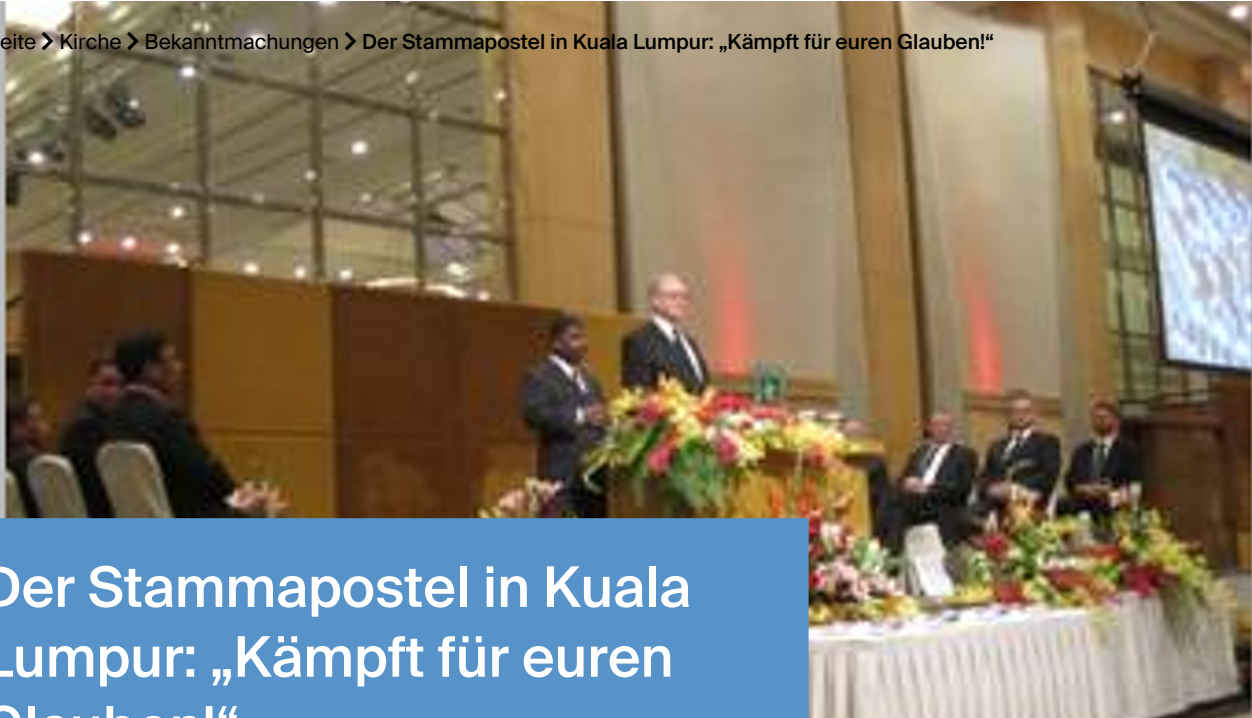 eite > Kirche > Bekanntmachungen > Der Stammapostel in Kuala Lumpur: „Kämpft für euren Glauben!“
Der Stammapostel in Kuala
Lumpur: „Kämpft für euren
Glauben!“